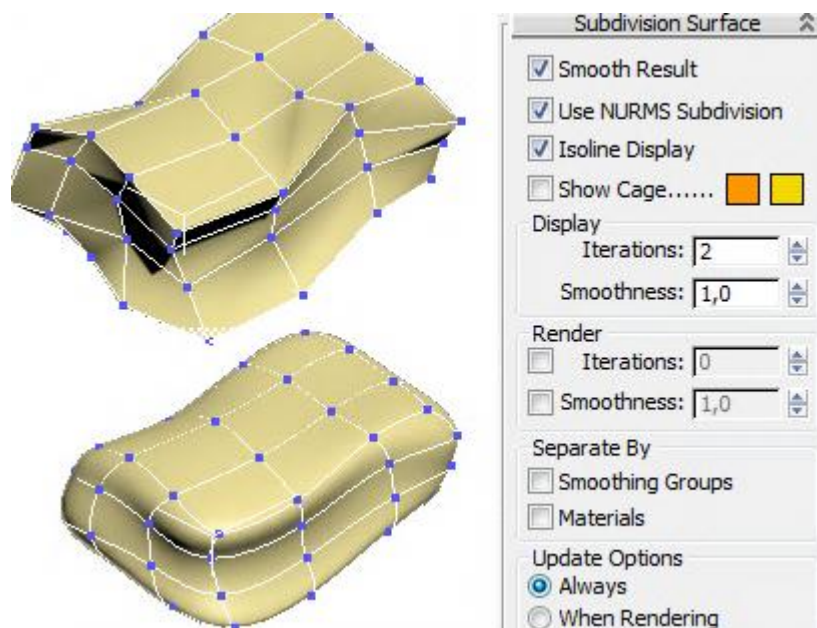 Subdivision Surface
Smooth Result
Use NURMS Subdivision
Isoline Display
Show Cage......
Display
Iterations: 2
Smoothness: 1,0
Render
Iterations: 0
Smoothness: 1,0
Separate By
Smoothing Groups
Materials
Update Options
Always
When Rendering